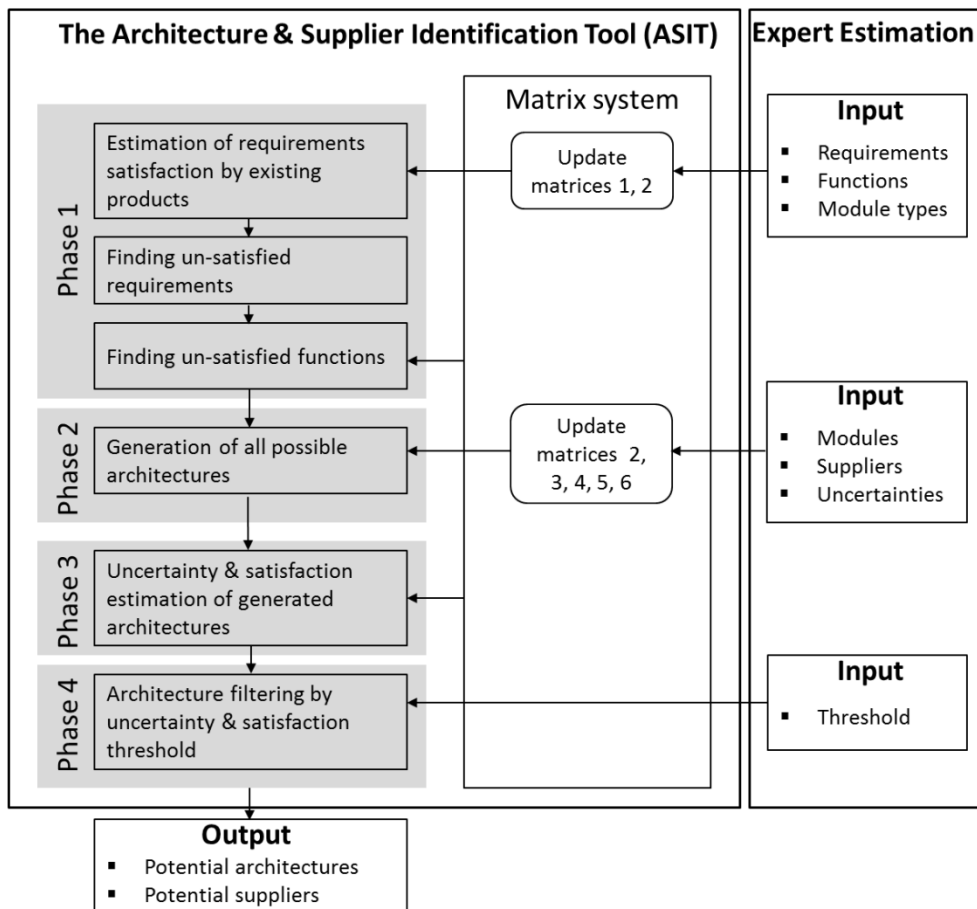 The Architecture & Supplier Identification Tool (ASIT)
Expert Estimation
Matrix system
Phase 1
Estimation of requirements
satisfaction by existing
products
Update
matrices 1, 2
Input
▪ Requirements
▪ Functions
▪ Module types
Finding un-satisfied
requirements
Finding un-satisfied functions
Phase 2
Generation of all possible
architectures
Update
matrices 2,
3, 4, 5, 6
Input
▪ Modules
▪ Suppliers
▪ Uncertainties
Phase 3
Uncertainty & satisfaction
estimation of generated
architectures
Phase 4
Architecture filtering by
uncertainty & satisfaction
threshold
Input
▪ Threshold
Output
▪ Potential architectures
▪ Potential suppliers